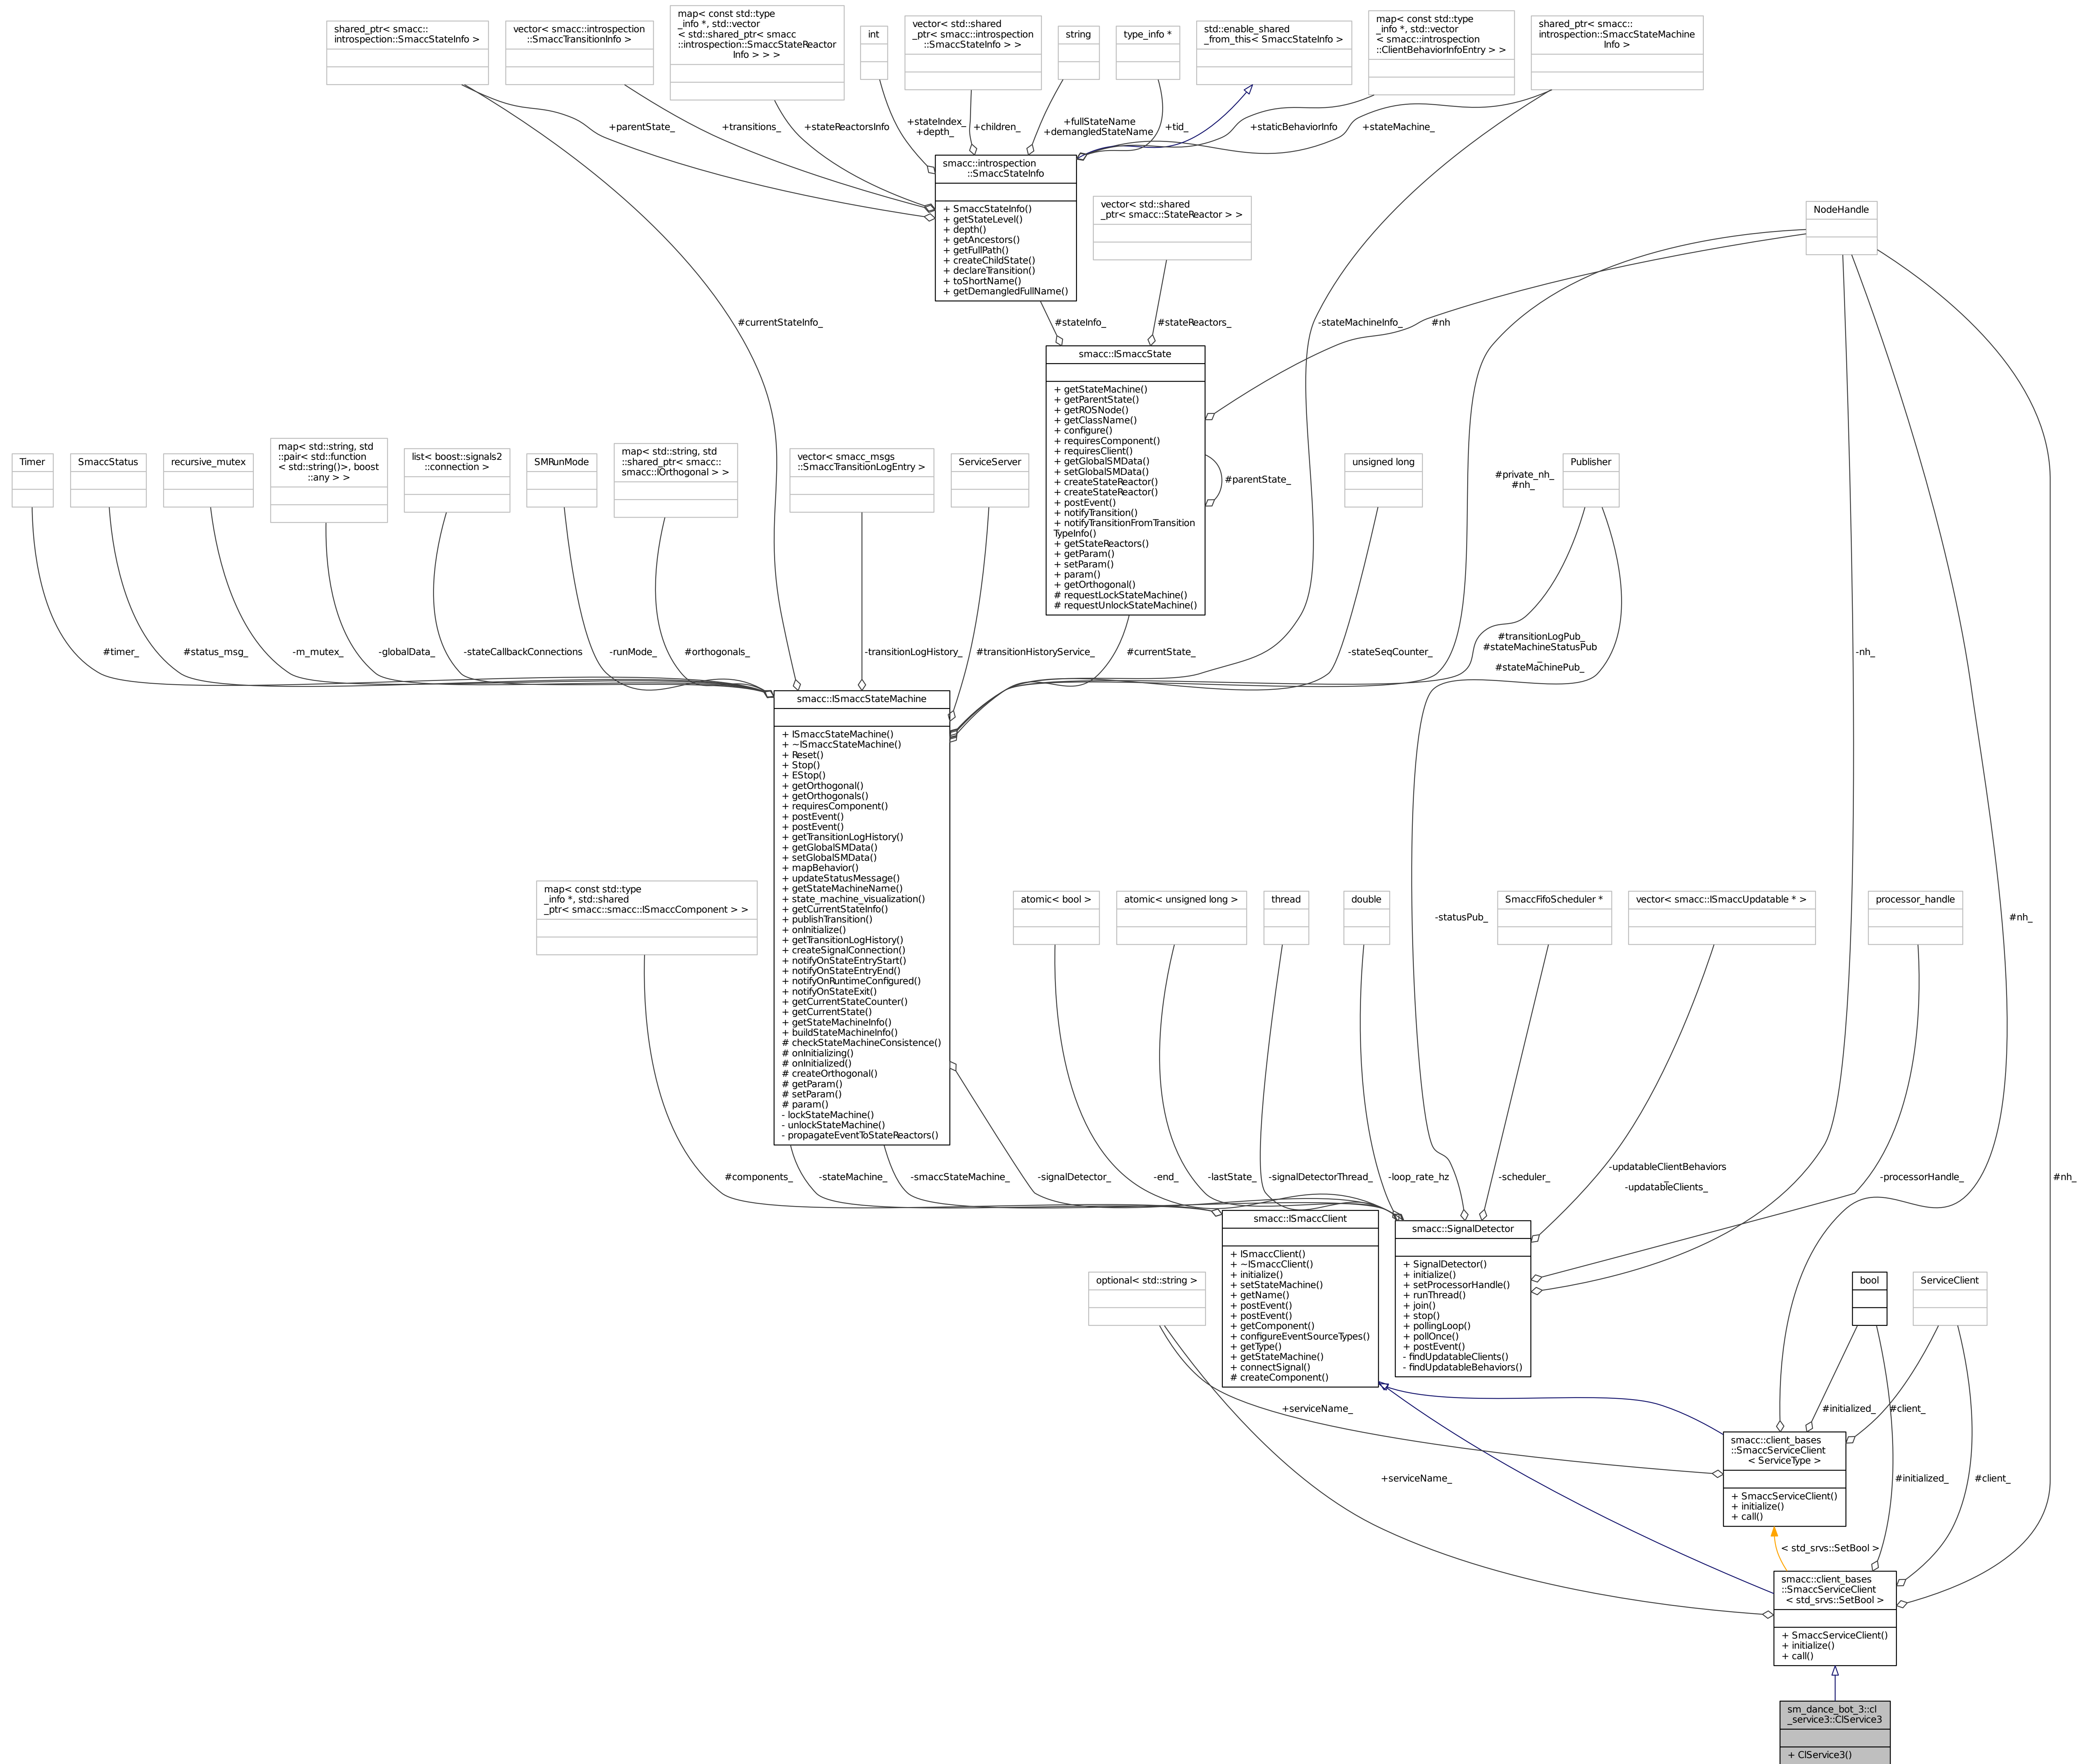 shared_ptr< smacc::
introspection::SmaccStateInfo >
vector< smacc::introspection
::SmaccTransitionInfo >
map< const std::type
_info *, std::vector
< std::shared_ptr< smacc
::introspection::SmaccStateReactor
Info > > >
int
vector< std::shared
_ptr< smacc::introspection
::SmaccStateInfo > >
string
type_info *
std::enable_shared
_from_this< SmaccStateInfo >
map< const std::type
_info *, std::vector
< smacc::introspection
::ClientBehaviorInfoEntry > >
shared_ptr< smacc::
introspection::SmaccStateMachine
Info >
+parentState_
+transitions_
+stateReactorsInfo
+stateIndex_
+depth_
+children_
+fullStateName
+demangledStateName
+tid_
+staticBehaviorInfo
+stateMachine_
smacc::introspection
::SmaccStateInfo
+ SmaccStateInfo()
+ getStateLevel()
+ depth()
+ getAncestors()
+ getFullPath()
+ createChildState()
+ declareTransition()
+ toShortName()
+ getDemangledFullName()
vector< std::shared
_ptr< smacc::StateReactor > >
NodeHandle
#currentStateInfo_
#stateInfo_
#stateReactors_
-stateMachineInfo_
#nh
smacc::ISmaccState
+ getStateMachine()
+ getParentState()
+ getROSNode()
+ getClassName()
+ configure()
+ requiresComponent()
+ requiresClient()
+ getGlobalSMData()
+ setGlobalSMData()
+ createStateReactor()
+ createStateReactor()
+ postEvent()
+ notifyTransition()
+ notifyTransitionFromTransition
TypeInfo()
+ getStateReactors()
+ getParam()
+ setParam()
+ param()
+ getOrthogonal()
# requestLockStateMachine()
# requestUnlockStateMachine()
#parentState_
Timer
SmaccStatus
recursive_mutex
map< std::string, std
::pair< std::function
< std::string()>, boost
::any > >
list< boost::signals2
::connection >
SMRunMode
map< std::string, std
::shared_ptr< smacc::
smacc::IOrthogonal > >
vector< smacc_msgs
::SmaccTransitionLogEntry >
ServiceServer
unsigned long
#private_nh_
#nh_
Publisher
#timer_
#status_msg_
-m_mutex_
-globalData_
-stateCallbackConnections
-runMode_
#orthogonals_
-transitionLogHistory_
#transitionHistoryService_
#currentState_
-stateSeqCounter_
#transitionLogPub_
#stateMachineStatusPub
_
#stateMachinePub_
-nh_
smacc::ISmaccStateMachine
+ ISmaccStateMachine()
+ ~ISmaccStateMachine()
+ Reset()
+ Stop()
+ EStop()
+ getOrthogonal()
+ getOrthogonals()
+ requiresComponent()
+ postEvent()
+ postEvent()
+ getTransitionLogHistory()
+ getGlobalSMData()
+ setGlobalSMData()
+ mapBehavior()
+ updateStatusMessage()
+ getStateMachineName()
+ state_machine_visualization()
+ getCurrentStateInfo()
+ publishTransition()
+ onInitialize()
+ getTransitionLogHistory()
+ createSignalConnection()
+ notifyOnStateEntryStart()
+ notifyOnStateEntryEnd()
+ notifyOnRuntimeConfigured()
+ notifyOnStateExit()
+ getCurrentStateCounter()
+ getCurrentState()
+ getStateMachineInfo()
+ buildStateMachineInfo()
# checkStateMachineConsistence()
# onInitializing()
# onInitialized()
# createOrthogonal()
# getParam()
# setParam()
# param()
- lockStateMachine()
- unlockStateMachine()
- propagateEventToStateReactors()
map< const std::type
_info *, std::shared
_ptr< smacc::smacc::ISmaccComponent > >
atomic< bool >
atomic< unsigned long >
thread
double
SmaccFifoScheduler *
vector< smacc::ISmaccUpdatable * >
processor_handle
-statusPub_
#nh_
#components_
-stateMachine_
-smaccStateMachine_
-signalDetector_
-end_
-lastState_
-signalDetectorThread_
-loop_rate_hz
-scheduler_
-updatableClientBehaviors
_
-updatableClients_
-processorHandle_
#nh_
smacc::ISmaccClient
+ ISmaccClient()
+ ~ISmaccClient()
+ initialize()
+ setStateMachine()
+ getName()
+ postEvent()
+ postEvent()
+ getComponent()
+ configureEventSourceTypes()
+ getType()
+ getStateMachine()
+ connectSignal()
# createComponent()
smacc::SignalDetector
+ SignalDetector()
+ initialize()
+ setProcessorHandle()
+ runThread()
+ join()
+ stop()
+ pollingLoop()
+ pollOnce()
+ postEvent()
- findUpdatableClients()
- findUpdatableBehaviors()
optional< std::string >
bool
ServiceClient
+serviceName_
#initialized_
#client_
smacc::client_bases
::SmaccServiceClient
< ServiceType >
+ SmaccServiceClient()
+ initialize()
+ call()
+serviceName_
#initialized_
#client_
< std_srvs::SetBool >
smacc::client_bases
::SmaccServiceClient
< std_srvs::SetBool >
+ SmaccServiceClient()
+ initialize()
+ call()
sm_dance_bot_3::cl
_service3::ClService3
+ ClService3()